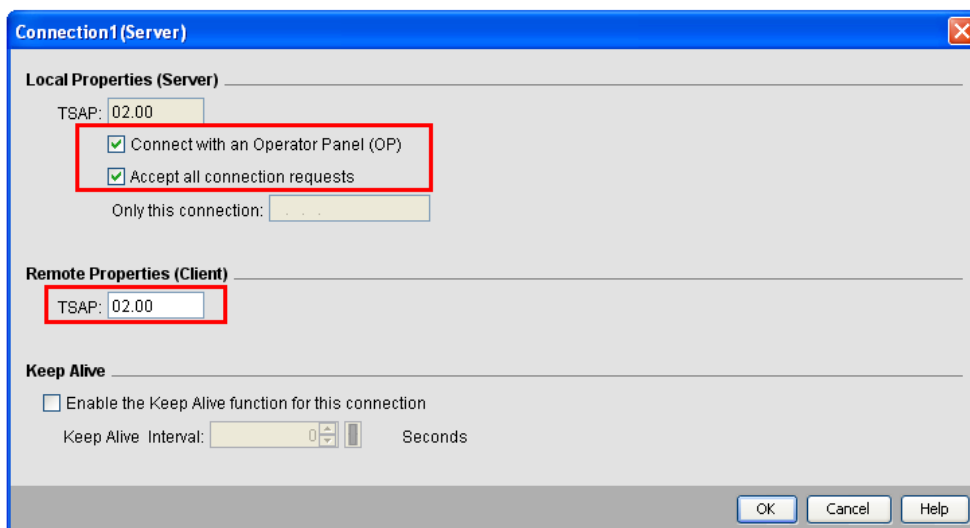 Connection1 (Server)
Local Properties (Server)
TSAP: 02.00
Connect with an Operator Panel (OP)
Accept all connection requests
Only this connection: . . .
Remote Properties (Client)
TSAP: 02.00
Keep Alive
Enable the Keep Alive function for this connection
Keep Alive Interval: 0 Seconds
OK Cancel Help